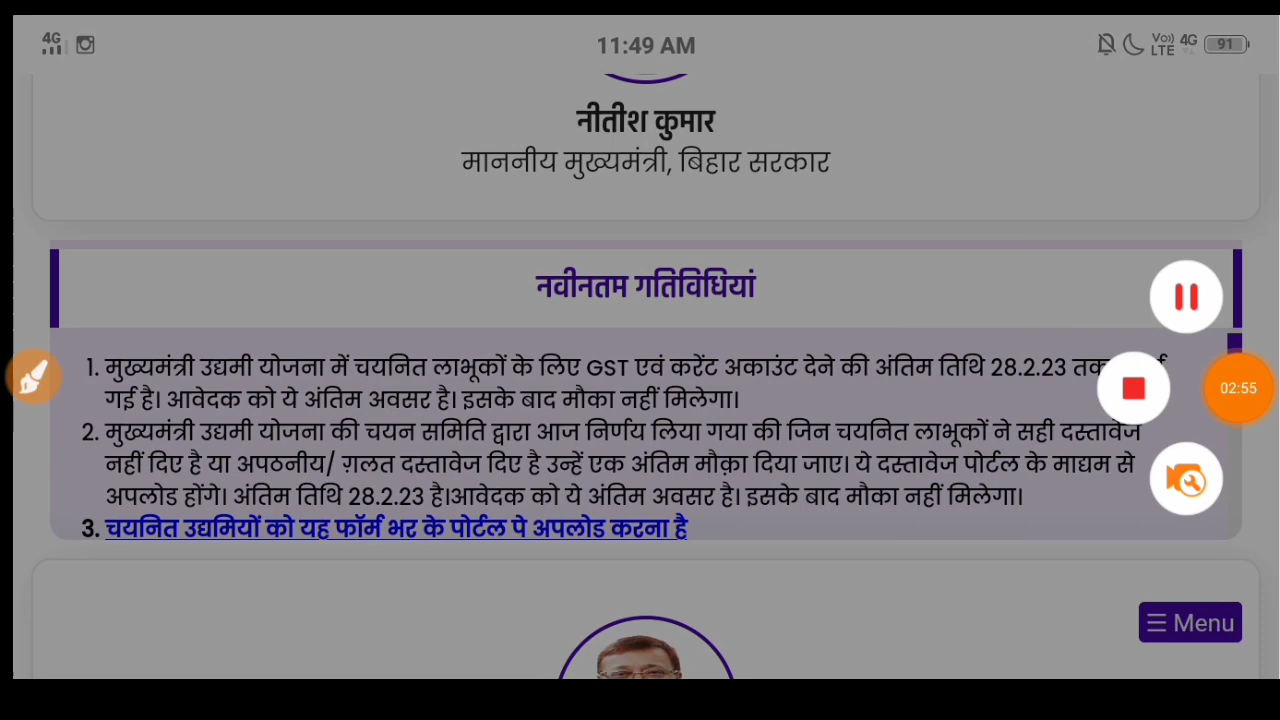 4G 11:49 AM Vo)) LTE 4G 91
नीतीश कुमार
माननीय मुख्यमंत्री, बिहार सरकार
नवीनतम गतिविधियां
1. मुख्यमंत्री उद्यमी योजना में चयनित लाभूकों के लिए GST एवं करेंट अकाउंट देने की अंतिम तिथि 28.2.23 तक
गई है। आवेदक को ये अंतिम अवसर है। इसके बाद मौका नहीं मिलेगा।
2. मुख्यमंत्री उद्यमी योजना की चयन समिति द्वारा आज निर्णय लिया गया की जिन चयनित लाभूकों ने सही दस्तावेज
नहीं दिए है या अपठनीय/ ग़लत दस्तावेज दिए है उन्हें एक अंतिम मौक़ा दिया जाए। ये दस्तावेज पोर्टल के माद्यम से
अपलोड होंगे। अंतिम तिथि 28.2.23 है।आवेदक को ये अंतिम अवसर है। इसके बाद मौका नहीं मिलेगा।
3. चयनित उद्यमियों को यह फॉर्म भर के पोर्टल पे अपलोड करना है
02:55
☰ Menu